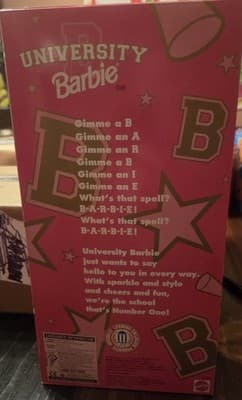 UNIVERSITY
Barbie
B
B
Gimme a B
Gimme an A
Gimme an R
Gimme a B
Gimme an I
Gimme an E
What's that spell?
B-A-R-B-I-E!
What's that spell?
B-A-R-B-I-E!
University Barbie
just wants to say
hello to you in every way.
With sparkle and style
and cheers and fun,
we're the school
that's Number One!
B
MATTEL